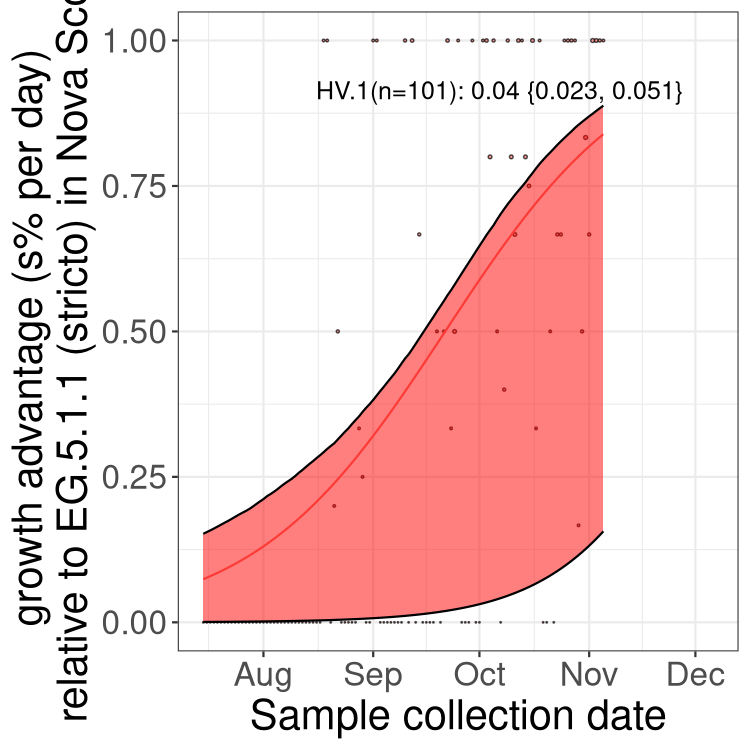 growth advantage (s% per day)
relative to EG.5.1.1 (stricto) in Nova Sco
1.00
0.75
0.50
0.25
0.00
HV.1(n=101): 0.04 {0.023, 0.051}
Aug Sep Oct Nov Dec
Sample collection date